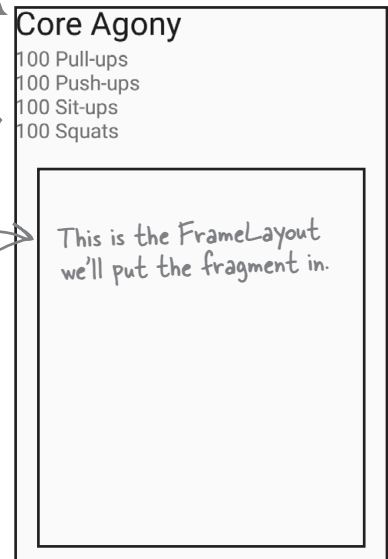 Core Agony
100 Pull-ups
100 Push-ups
100 Sit-ups
100 Squats
This is the FrameLayout
we'll put the fragment in.